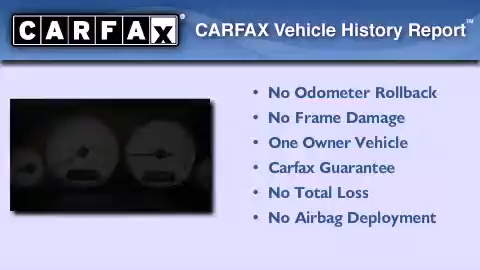 CARFAX® CARFAX Vehicle History Report™
• No Odometer Rollback
• No Frame Damage
• One Owner Vehicle
• Carfax Guarantee
• No Total Loss
• No Airbag Deployment